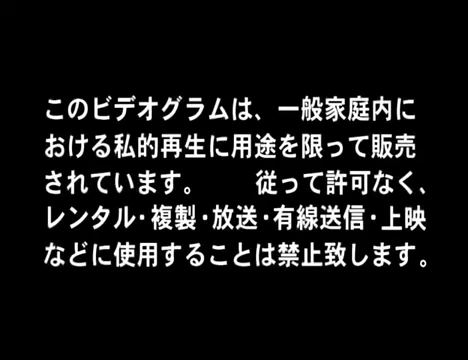 このビデオグラムは、一般家庭内に
おける私的再生に用途を限って販売
されています。　　従って許可なく、
レンタル・複製・放送・有線送信・上映
などに使用することは禁止致します。